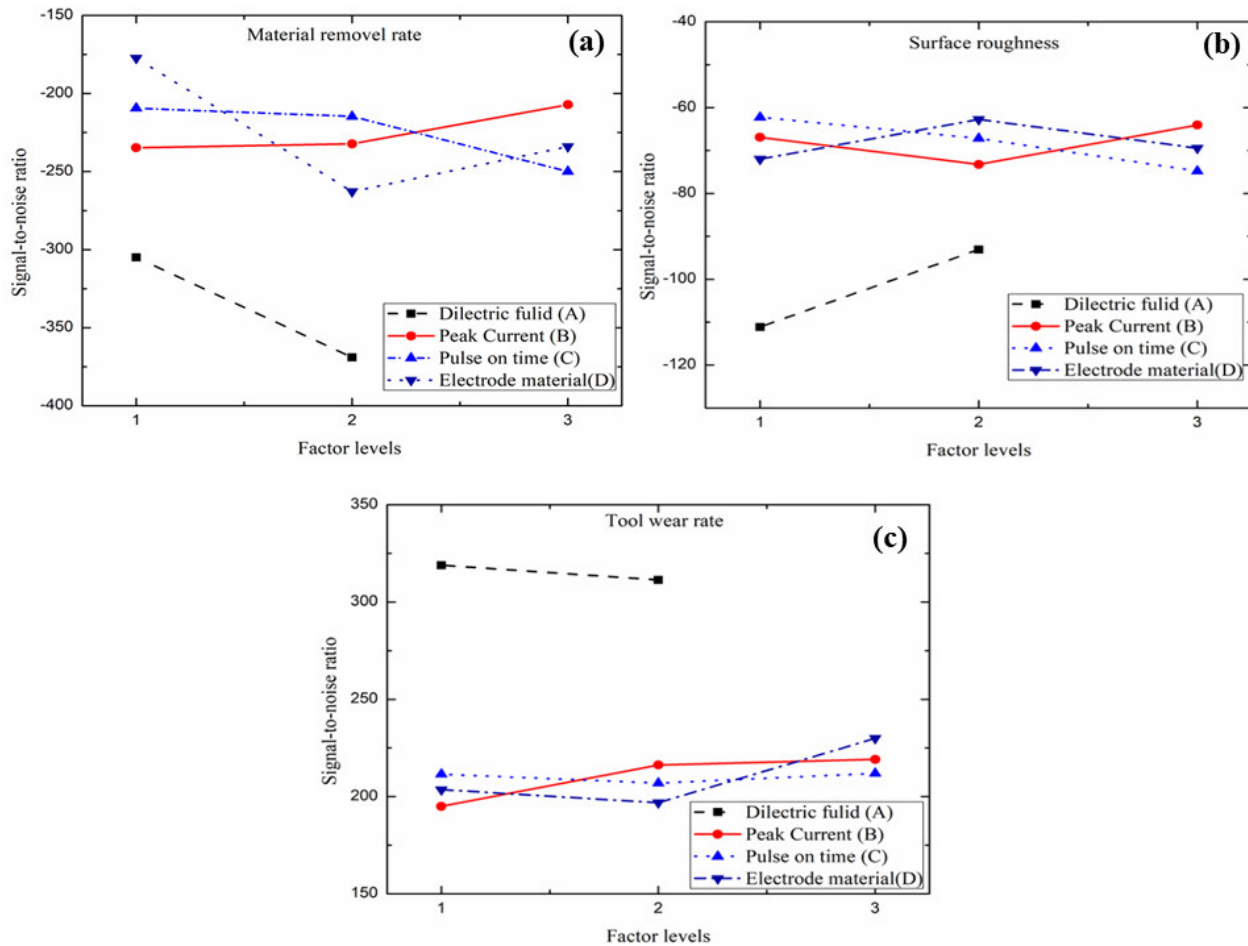 Material removel rate
(a)
-150
-200
-250
-300
-350
-400
Signal-to-noise ratio
Dilectric fulid (A)
Peak Current (B)
Pulse on time (C)
Electrode material(D)
1
2
3
Factor levels
Surface roughness
(b)
-40
-60
-80
-100
-120
Signal-to-noise ratio
Dilectric fulid (A)
Peak Current (B)
Pulse on time (C)
Electrode material(D)
1
2
3
Factor levels
Tool wear rate
(c)
350
300
250
200
150
Signal-to-noise ratio
Dilectric fulid (A)
Peak Current (B)
Pulse on time (C)
Electrode material(D)
1
2
3
Factor levels